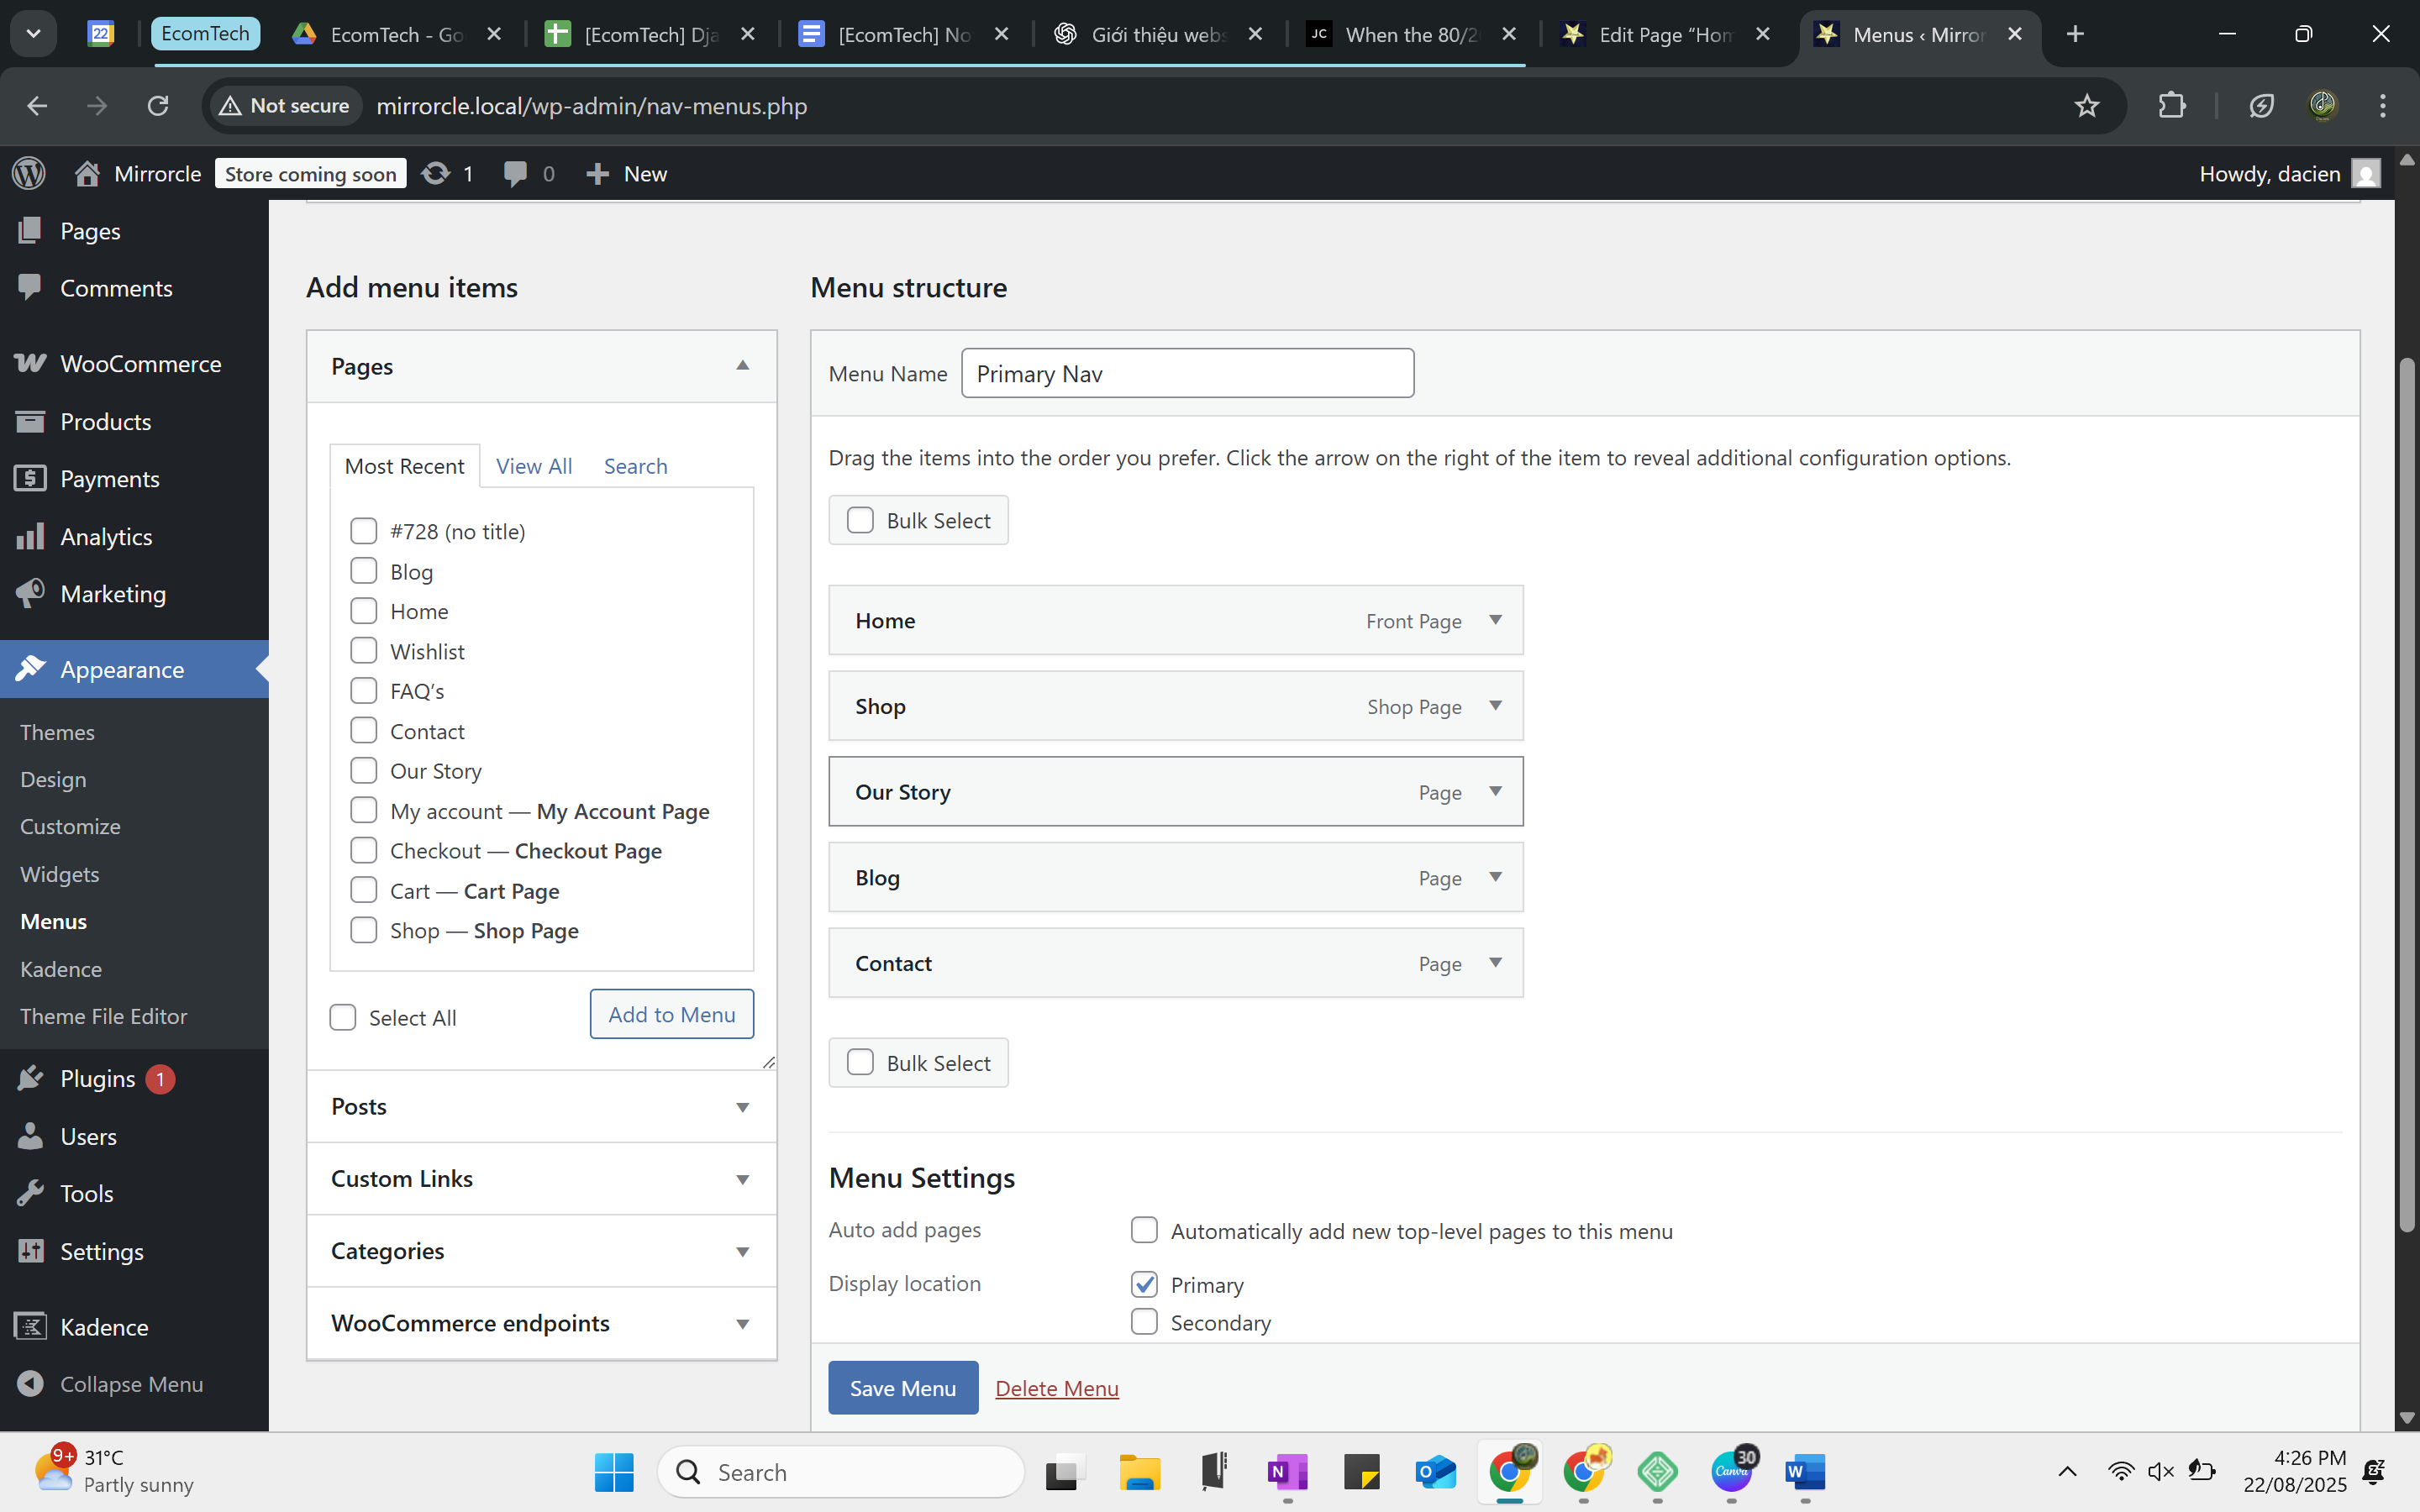 22
EcomTech
EcomTech - Go
[EcomTech] Dja
[EcomTech] No
Giới thiệu webs
JC
When the 80/2
Edit Page “Hom
Menus ‹ Mirror
Not secure
mirrorcle.local/wp-admin/nav-menus.php
Mirrorcle
Store coming soon
1
0
New
Howdy, dacien
Pages
Comments
WooCommerce
Products
Payments
Analytics
Marketing
Appearance
Themes
Design
Customize
Widgets
Menus
Kadence
Theme File Editor
Plugins 1
Users
Tools
Settings
Kadence
Collapse Menu
Add menu items
Pages
Most Recent
View All
Search
#728 (no title)
Blog
Home
Wishlist
FAQ’s
Contact
Our Story
My account — My Account Page
Checkout — Checkout Page
Cart — Cart Page
Shop — Shop Page
Select All
Add to Menu
Posts
Custom Links
Categories
WooCommerce endpoints
Menu structure
Menu Name
Primary Nav
Drag the items into the order you prefer. Click the arrow on the right of the item to reveal additional configuration options.
Bulk Select
Home
Front Page
Shop
Shop Page
Our Story
Page
Blog
Page
Contact
Page
Bulk Select
Menu Settings
Auto add pages
Automatically add new top-level pages to this menu
Display location
Primary
Secondary
Save Menu
Delete Menu
9+
31°C
Partly sunny
Search
N
O
Canva
30
W
4:26 PM
22/08/2025